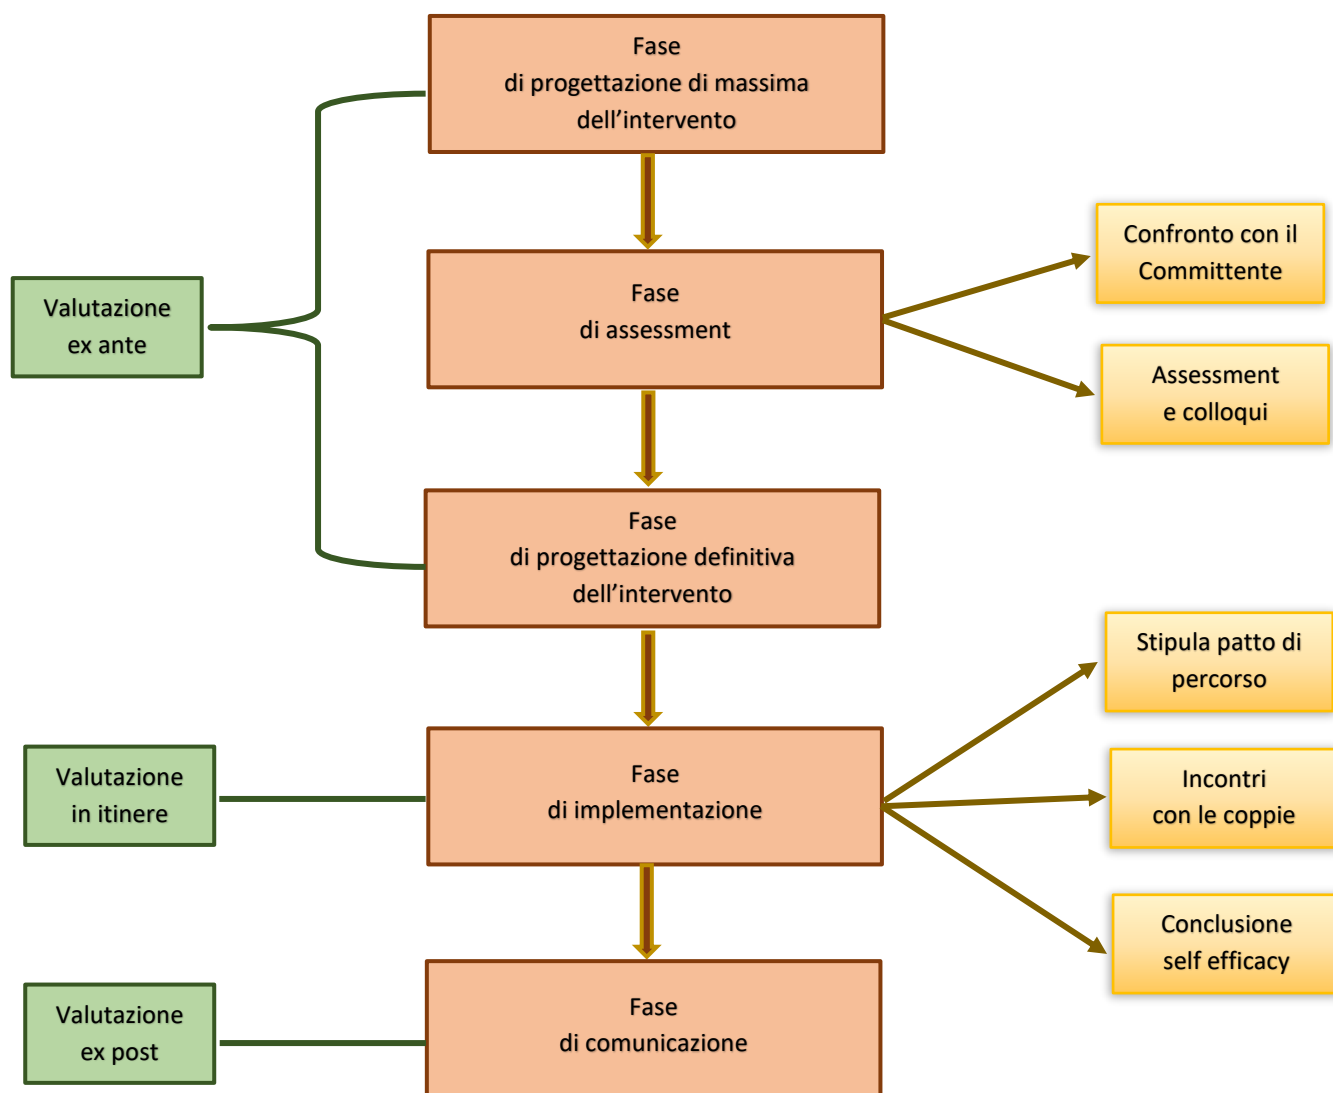 Fase
di progettazione di massima
dell’intervento
Confronto con il
Committente
Valutazione
ex ante
Fase
di assessment
Assessment
e colloqui
Fase
di progettazione definitiva
dell’intervento
Stipula patto di
percorso
Valutazione
in itinere
Fase
di implementazione
Incontri
con le coppie
Conclusione
self efficacy
Valutazione
ex post
Fase
di comunicazione